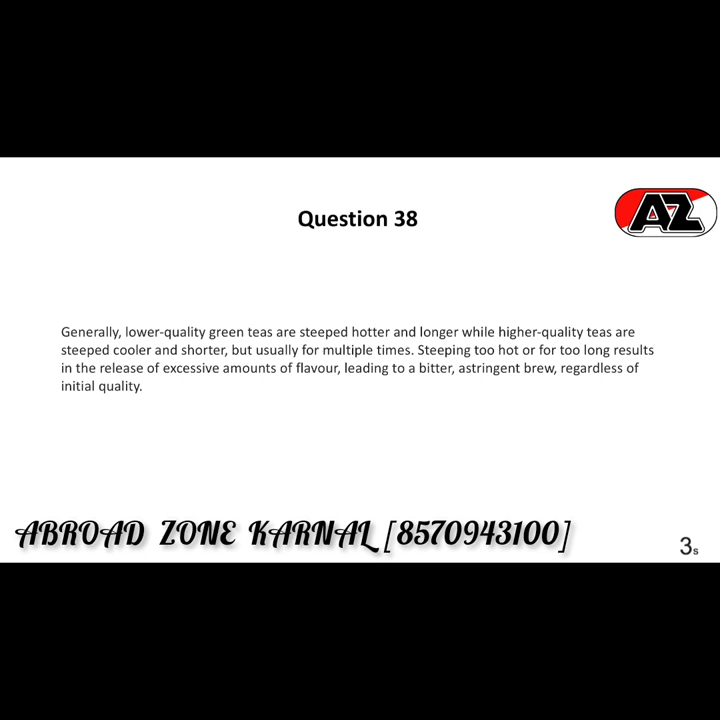 Question 38
AZ
Generally, lower-quality green teas are steeped hotter and longer while higher-quality teas are
steeped cooler and shorter, but usually for multiple times. Steeping too hot or for too long results
in the release of excessive amounts of flavour, leading to a bitter, astringent brew, regardless of
initial quality.
ABROAD ZONE KARNAL [8570943100]
3s